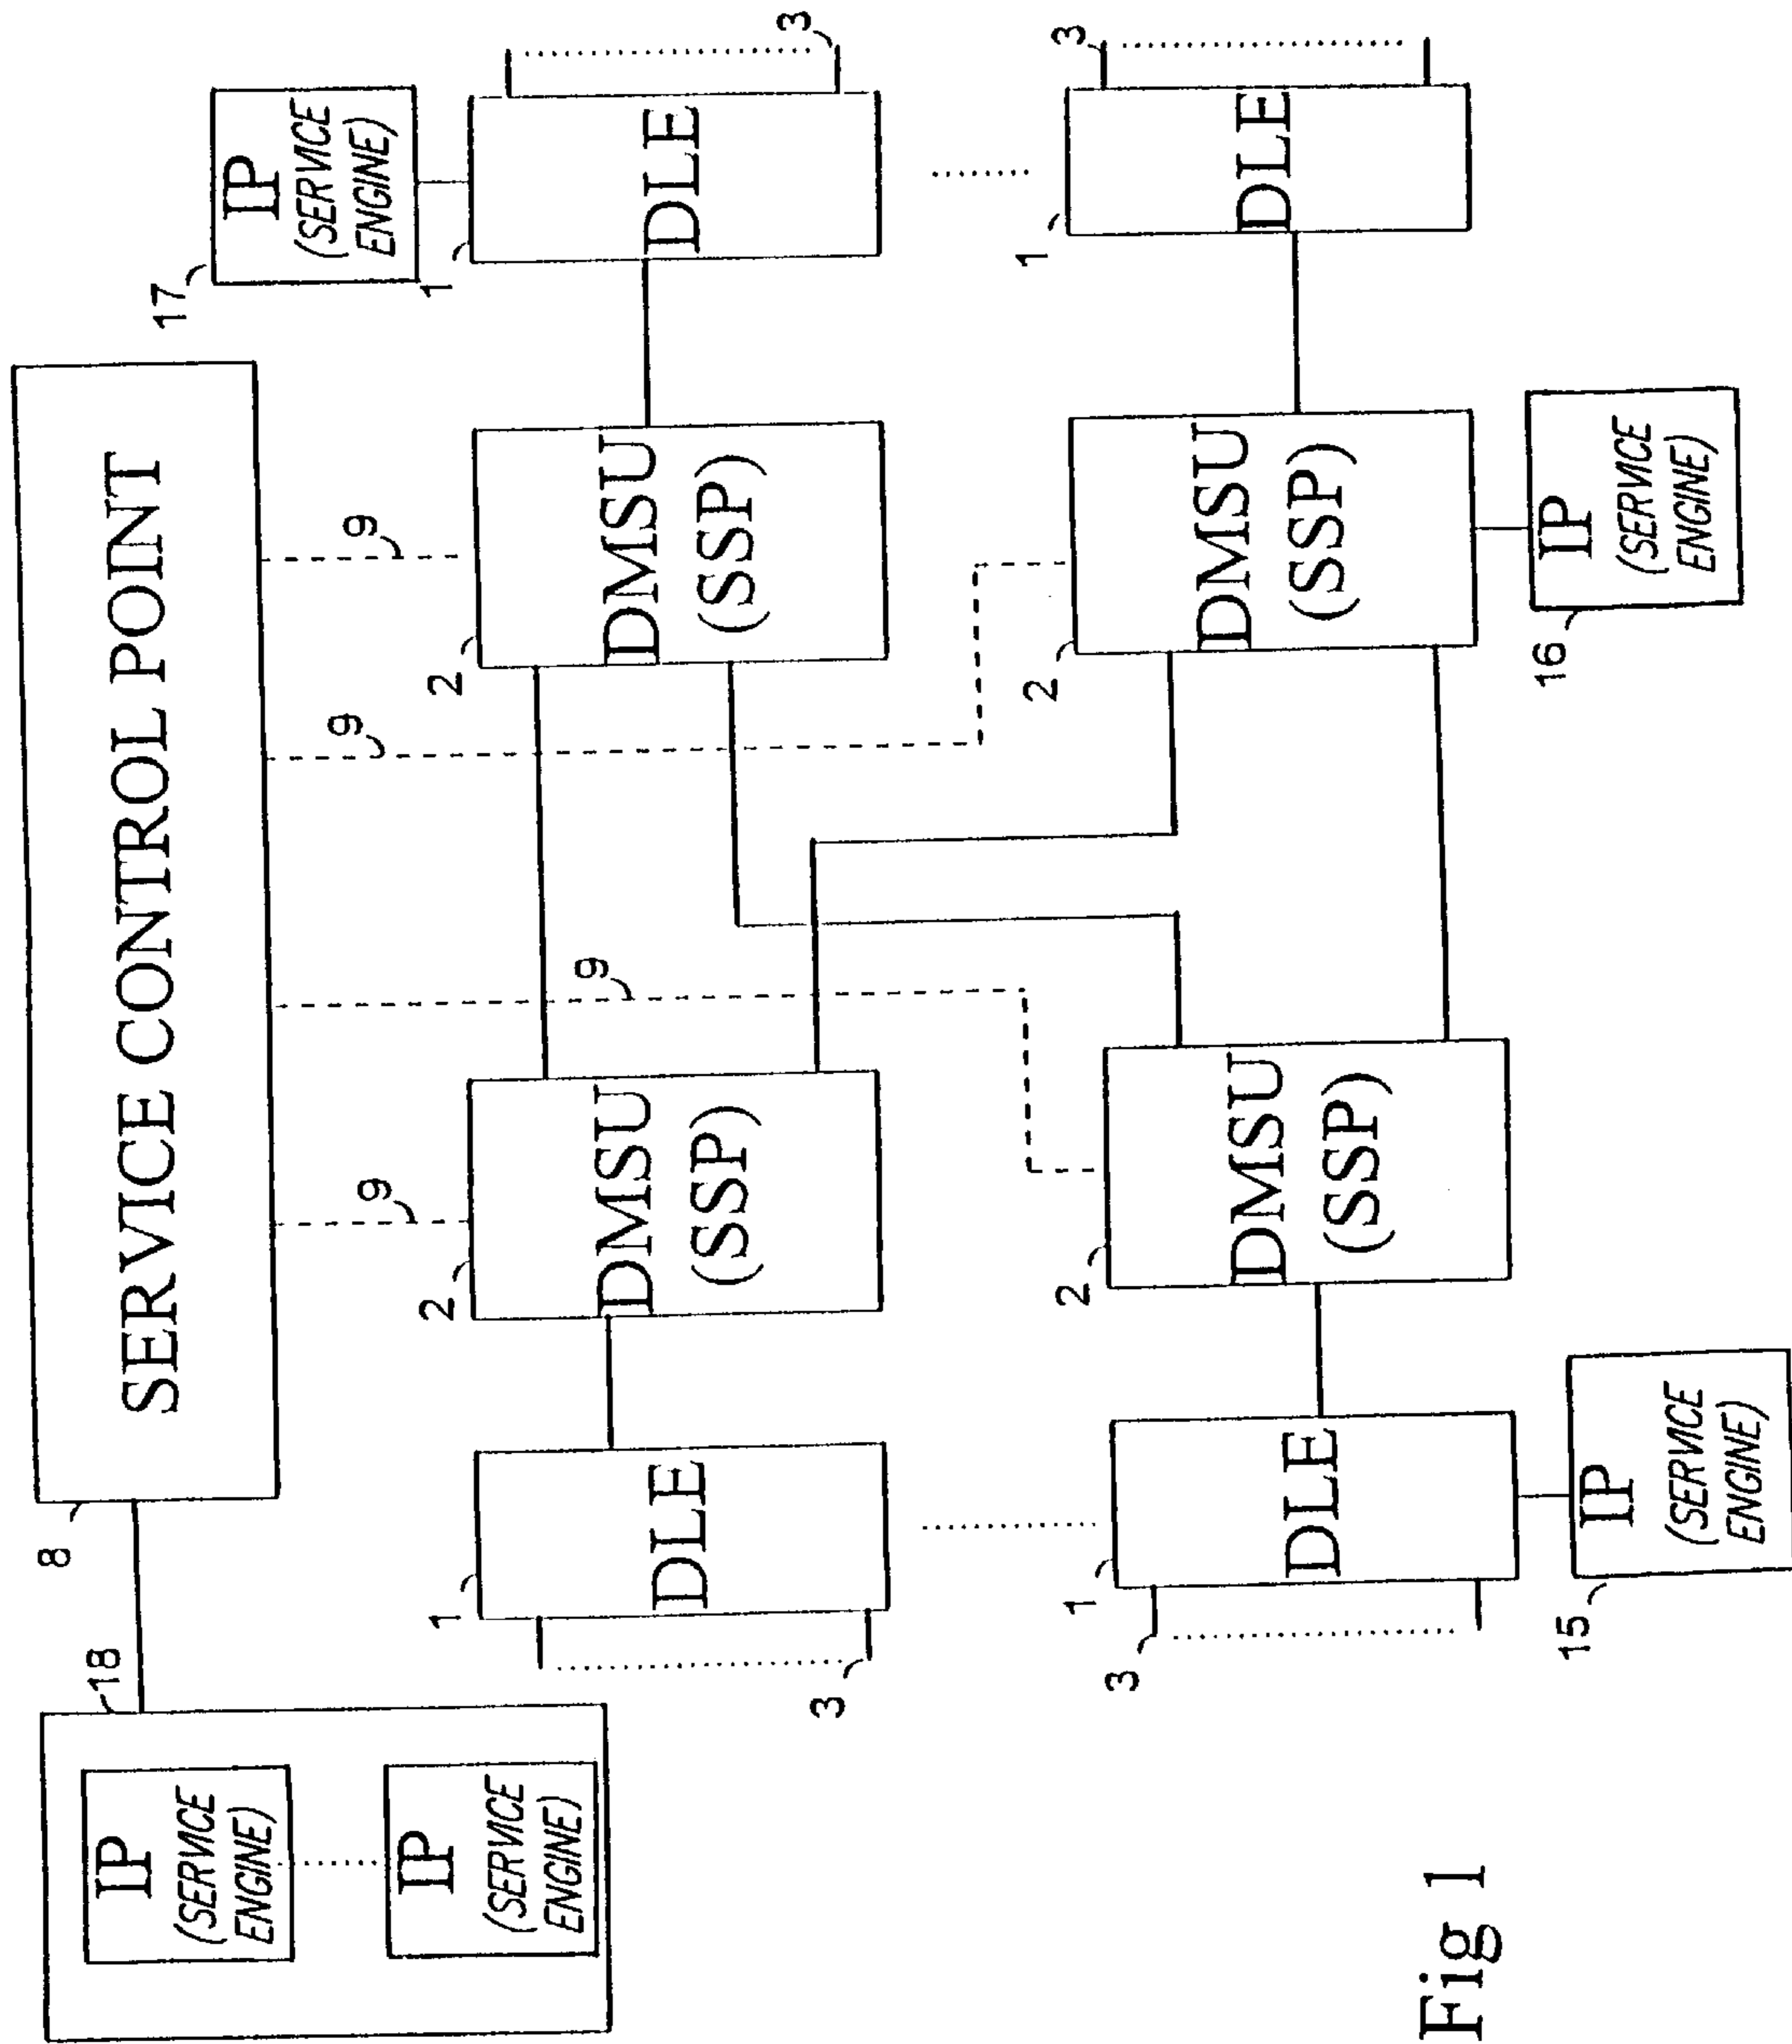 SERVICE CONTROL POINT
8
18
IP
(SERVICE
ENGINE)
IP
(SERVICE
ENGINE)
9
9
9
9
17
IP
(SERVICE
ENGINE)
1
DLE
3
2
DMSU
(SSP)
2
DMSU
(SSP)
1
DLE
3
1
DLE
3
2
DMSU
(SSP)
2
DMSU
(SSP)
1
DLE
3
15
IP
(SERVICE
ENGINE)
16
IP
(SERVICE
ENGINE)
Fig 1